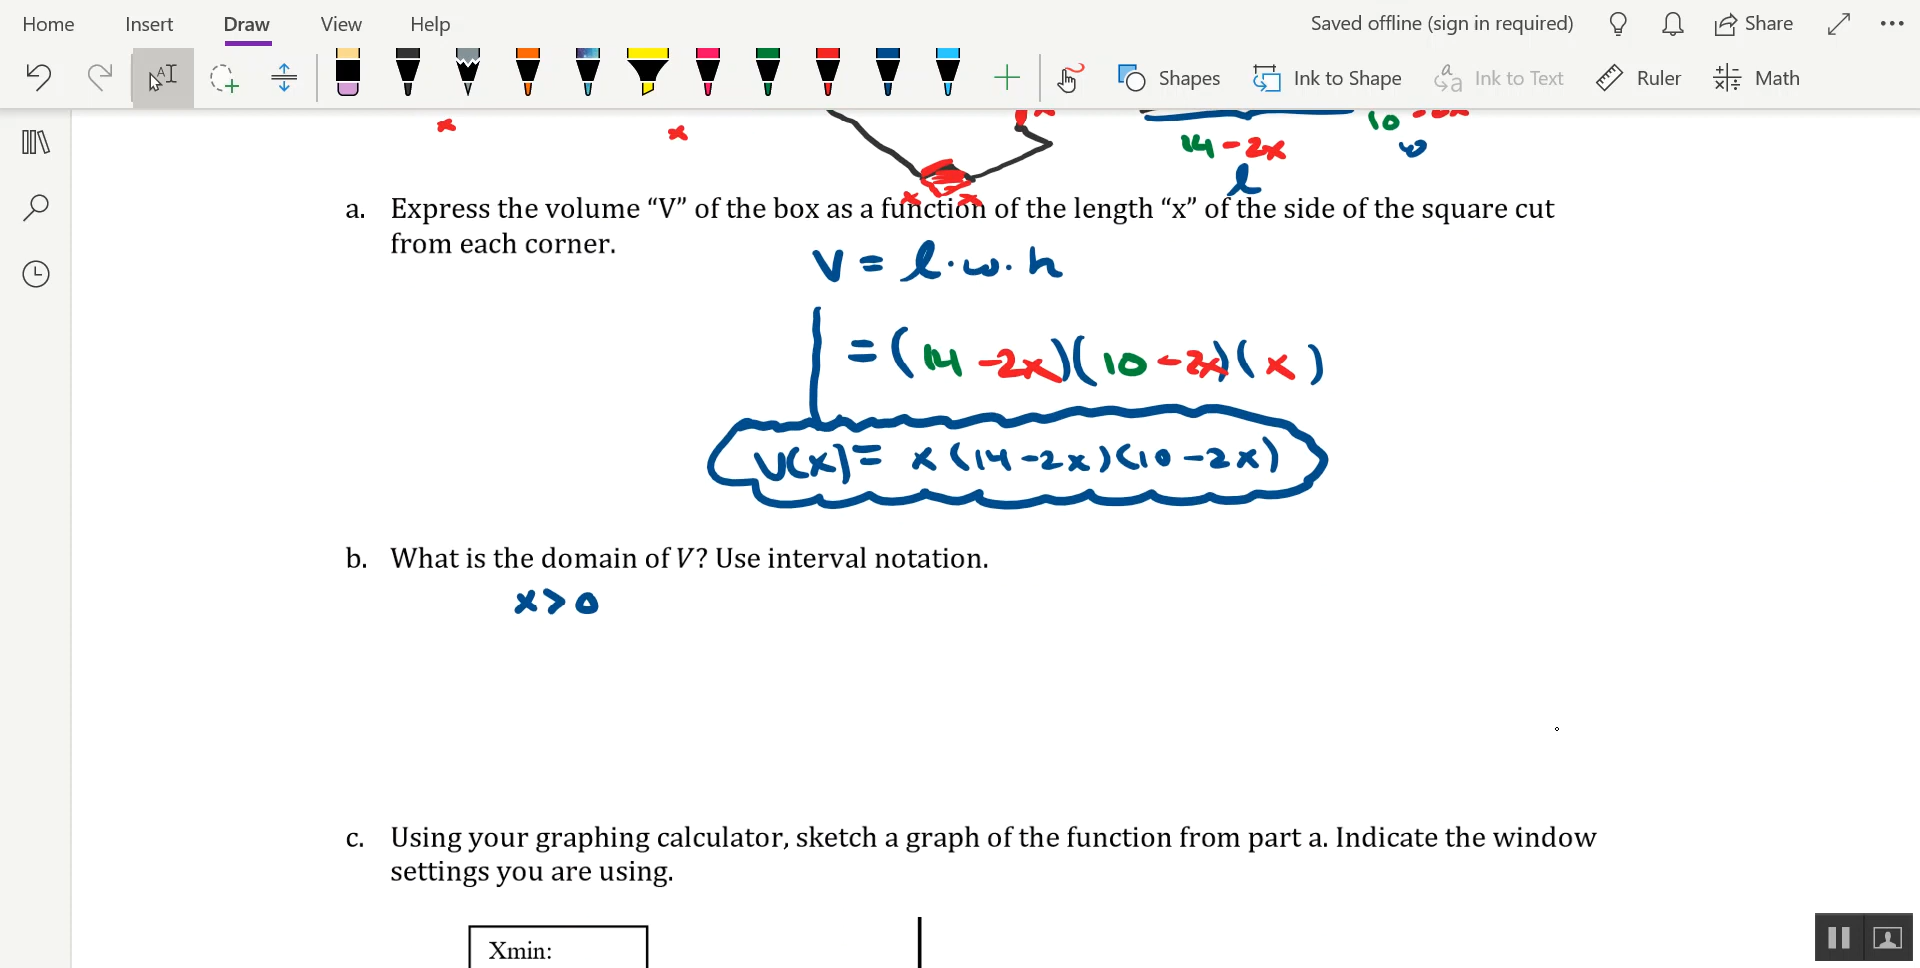 Home Insert Draw View Help Saved offline (sign in required) Share
Shapes Ink to Shape Ink to Text Ruler Math
x x x 10 -2x
14 -2x w
x x l
a. Express the volume “V” of the box as a function of the length “x” of the side of the square cut
from each corner.
V = l·w·h
= (14 -2x)(10 -2x)(x)
V(x) = x(14-2x)(10-2x)
b. What is the domain of V? Use interval notation.
x > 0
c. Using your graphing calculator, sketch a graph of the function from part a. Indicate the window
settings you are using.
Xmin: